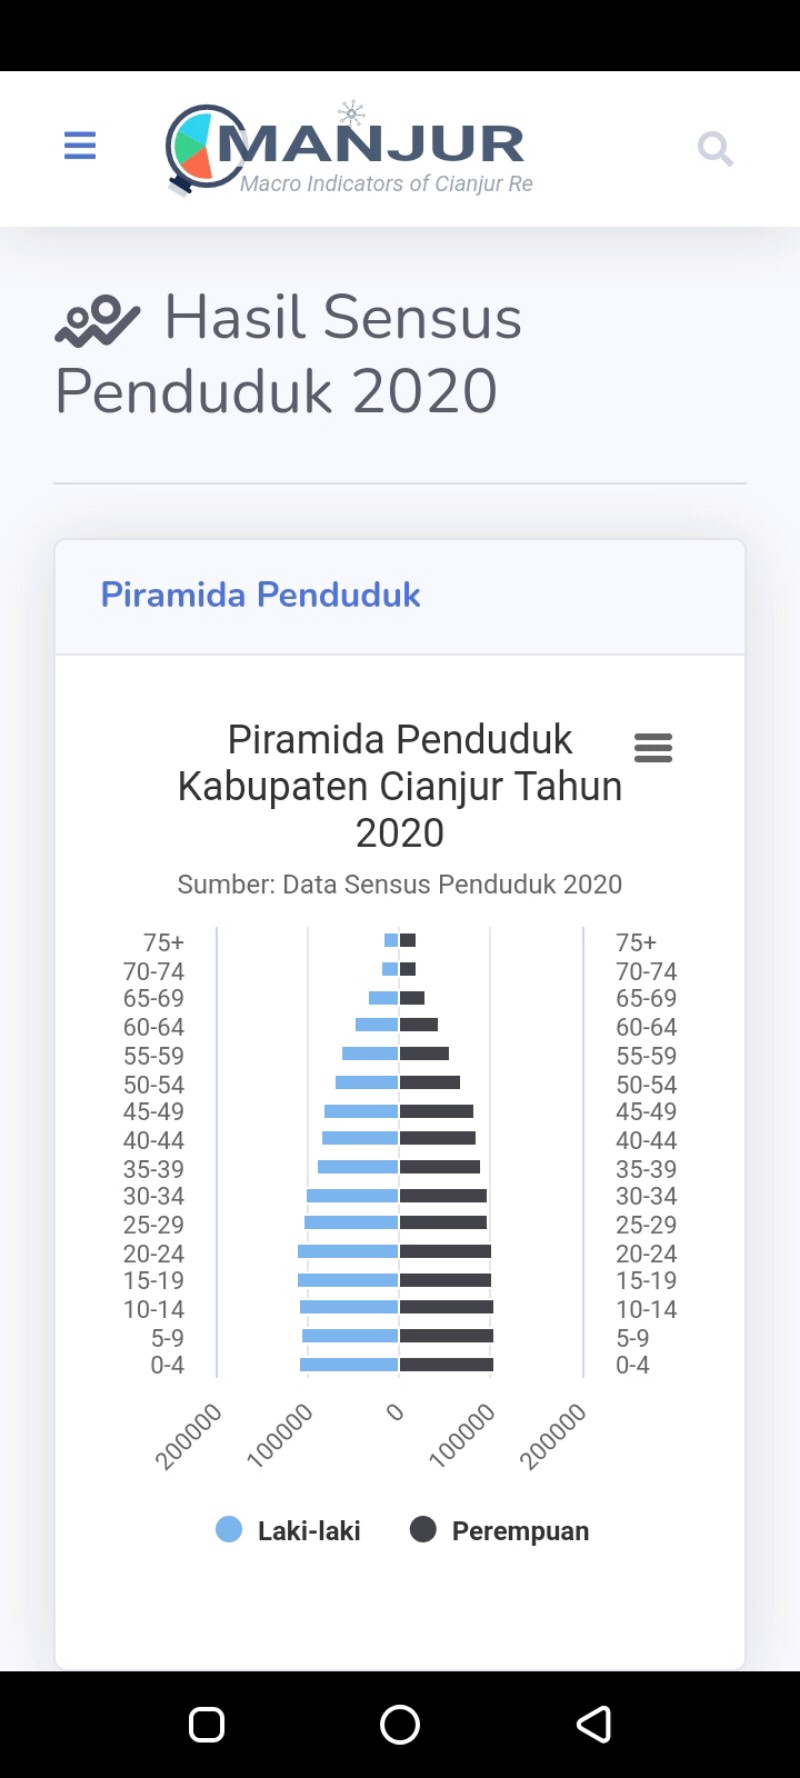 MANJUR
Macro Indicators of Cianjur Re
Hasil Sensus
Penduduk 2020
Piramida Penduduk
Piramida Penduduk
Kabupaten Cianjur Tahun
2020
Sumber: Data Sensus Penduduk 2020
75+ 75+
70-74 70-74
65-69 65-69
60-64 60-64
55-59 55-59
50-54 50-54
45-49 45-49
40-44 40-44
35-39 35-39
30-34 30-34
25-29 25-29
20-24 20-24
15-19 15-19
10-14 10-14
5-9 5-9
0-4 0-4
200000 100000 0 100000 200000
Laki-laki Perempuan